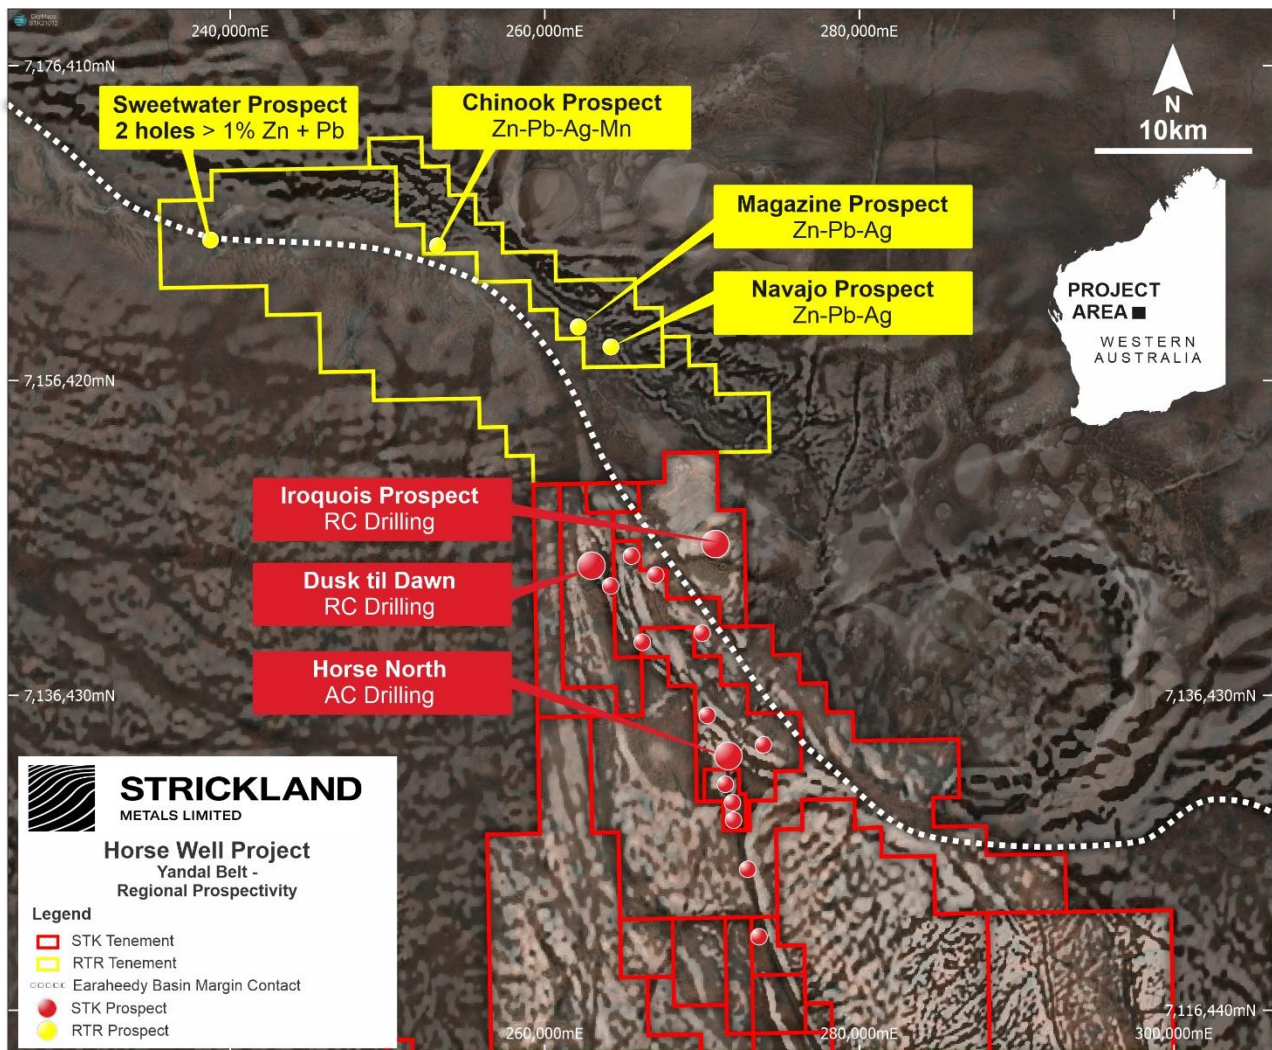 DigiMaps
STK21012
240,000mE
260,000mE
280,000mE
7,176,410mN
Sweetwater Prospect
2 holes > 1% Zn + Pb
Chinook Prospect
Zn-Pb-Ag-Mn
N
10km
Magazine Prospect
Zn-Pb-Ag
Navajo Prospect
Zn-Pb-Ag
PROJECT
AREA
WESTERN
AUSTRALIA
7,156,420mN
Iroquois Prospect
RC Drilling
Dusk til Dawn
RC Drilling
Horse North
AC Drilling
7,136,430mN
7,136,430mN
STRICKLAND
METALS LIMITED
Horse Well Project
Yandal Belt -
Regional Prospectivity
Legend
STK Tenement
RTR Tenement
Earaheedy Basin Margin Contact
STK Prospect
RTR Prospect
7,116,440mN
260,000mE
280,000mE
300,000mE